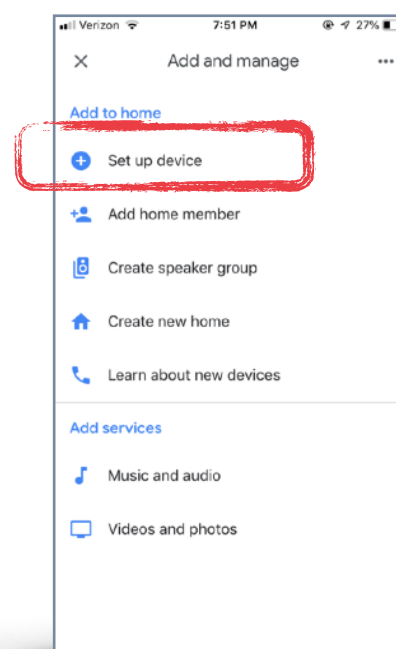 Verizon 7:51 PM 27%
Add and manage
Add to home
Set up device
Add home member
Create speaker group
Create new home
Learn about new devices
Add services
Music and audio
Videos and photos